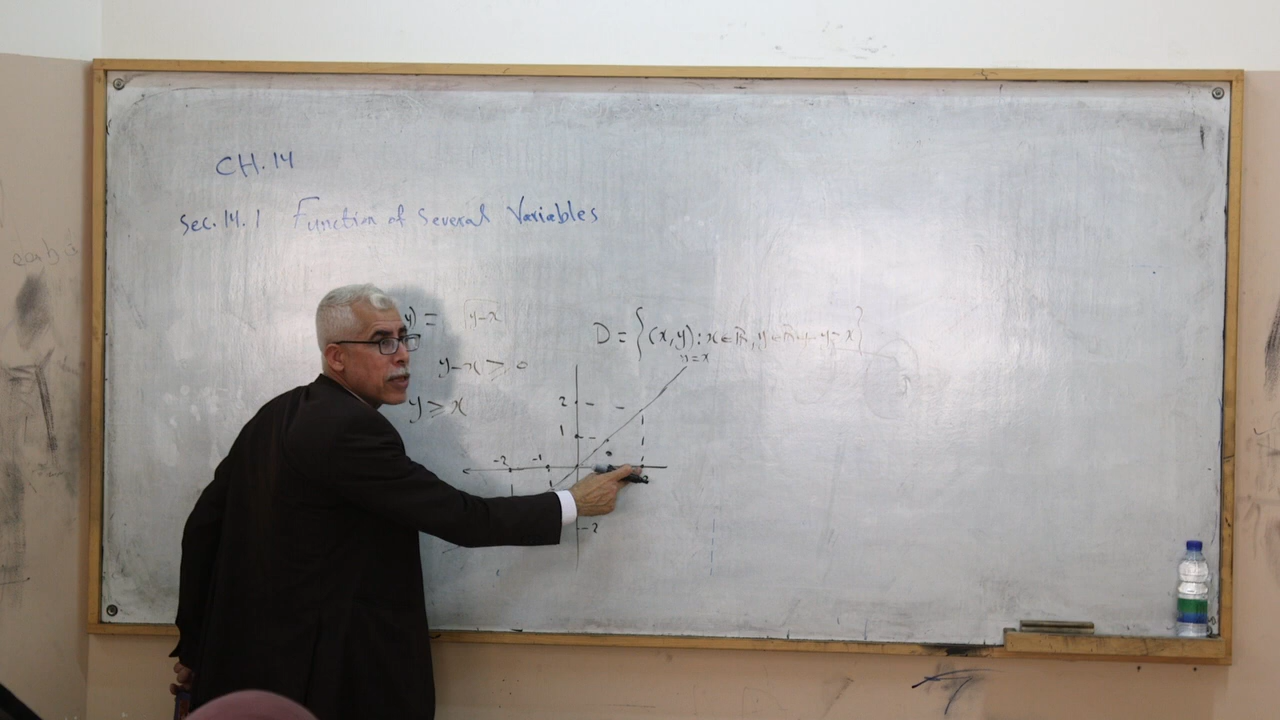 CH.14
Sec. 14.1 Function of Several Variables
y) = √y-x
D = {(x,y): x ∈ ℝ, y ∈ ℝ y ≥ x}
y-x ≥ 0
y=x
y ≥ x
2
1
-2 -1
-2